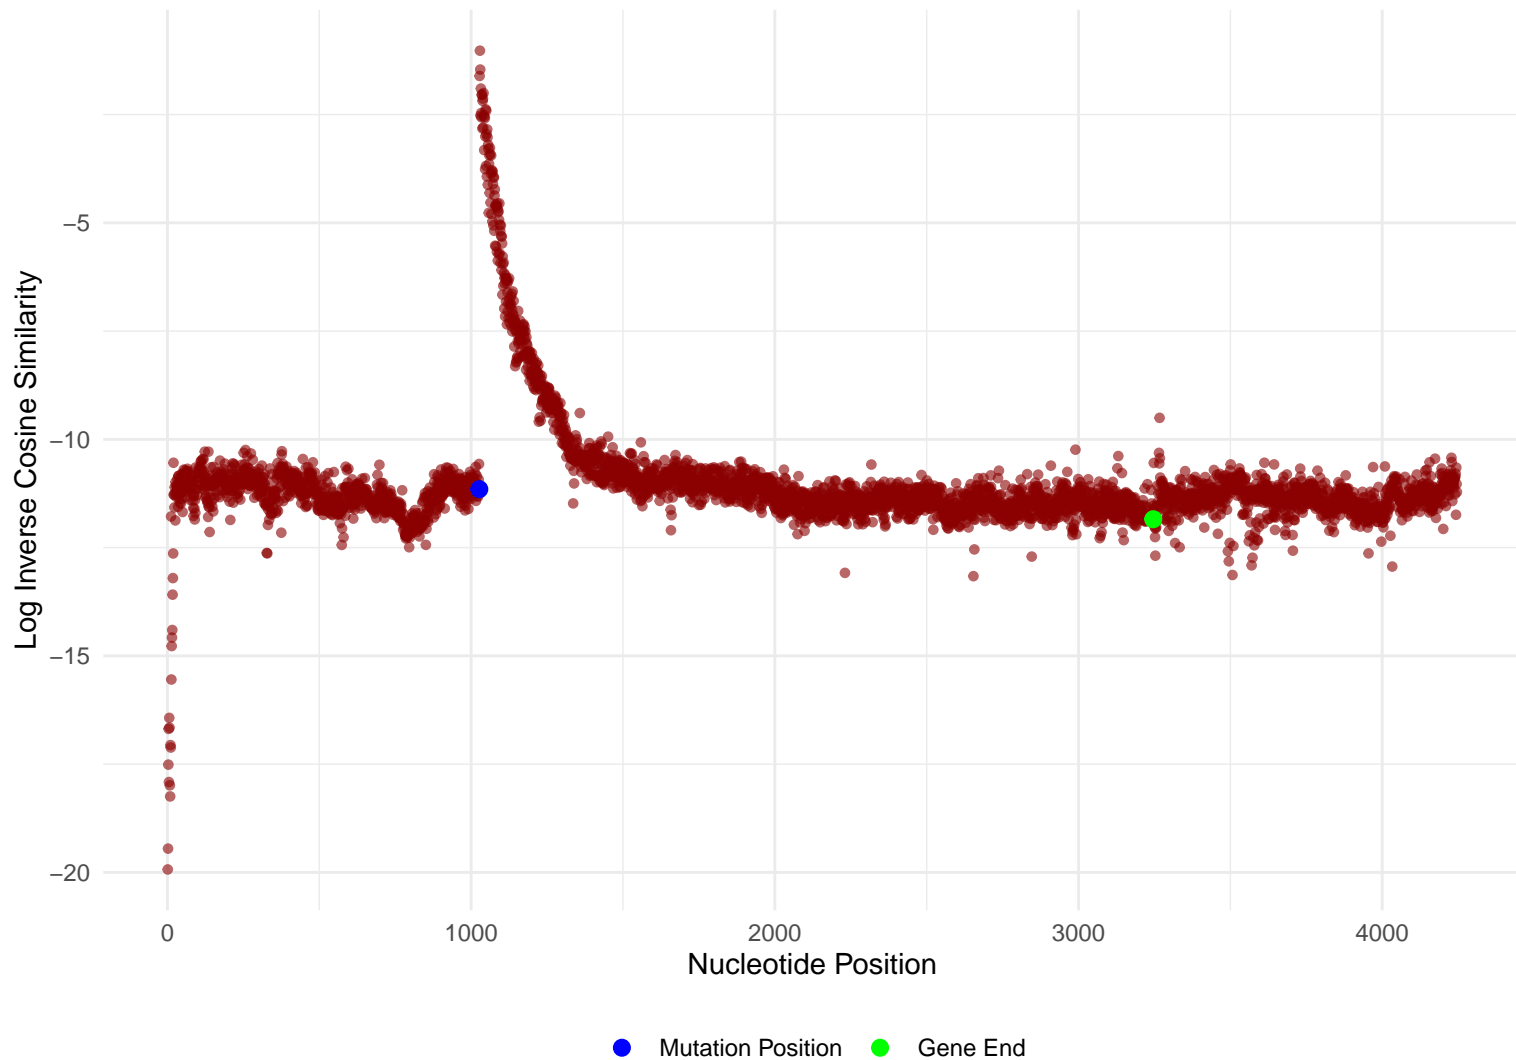 Log Inverse Cosine Similarity
−5
−10
−15
−20
0 1000 2000 3000 4000
Nucleotide Position
Mutation Position Gene End